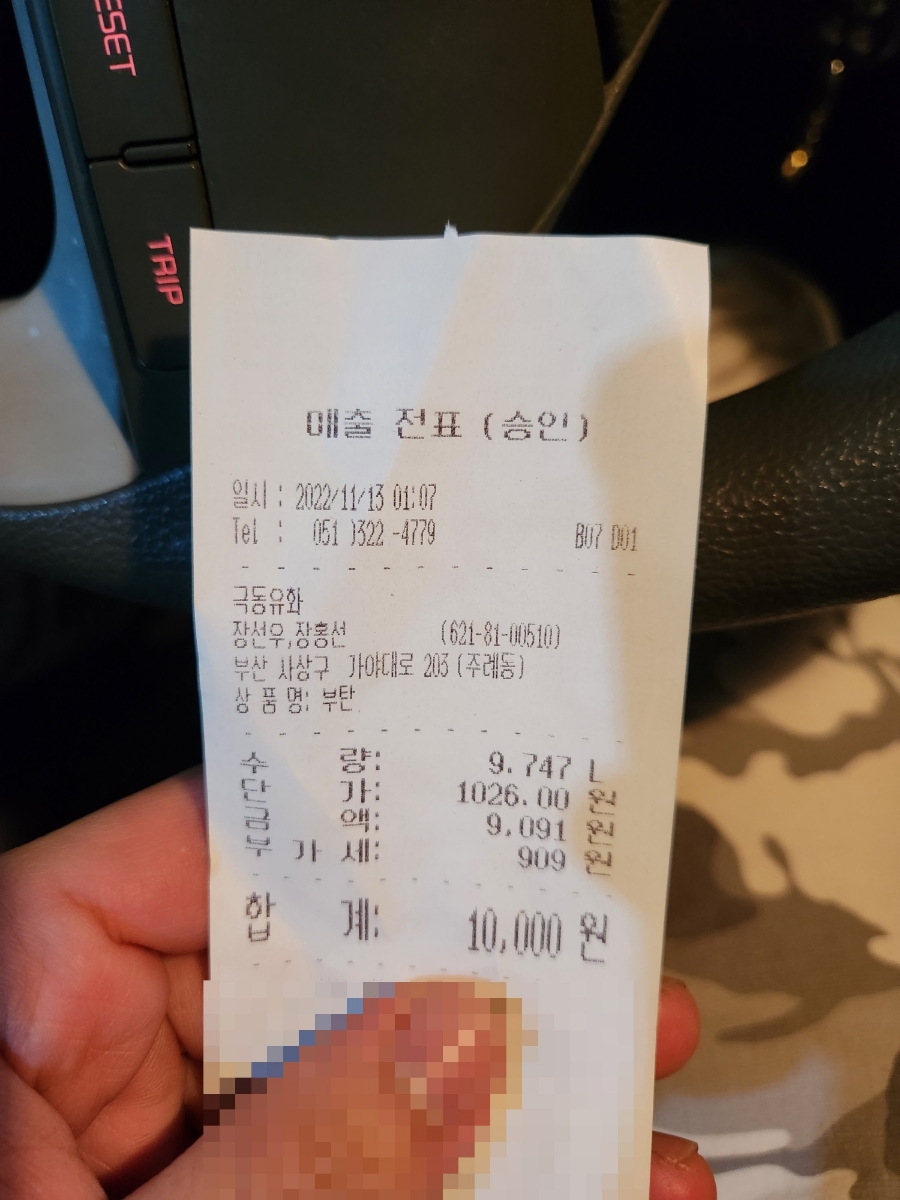 RESET
TRIP
매출 전표 (승인)
일시 : 2022/11/13 01:07
Tel : 051 )322 -4779 B07 D01
극동유화
장선우,장홍선 (621-81-00510)
부산 사상구 가야대로 203 (주례동)
상 품 명: 부탄
수 량: 9.747 L
단 가: 1026.00 원
금 액: 9,091 원
부 가 세: 909 원
합 계: 10,000 원